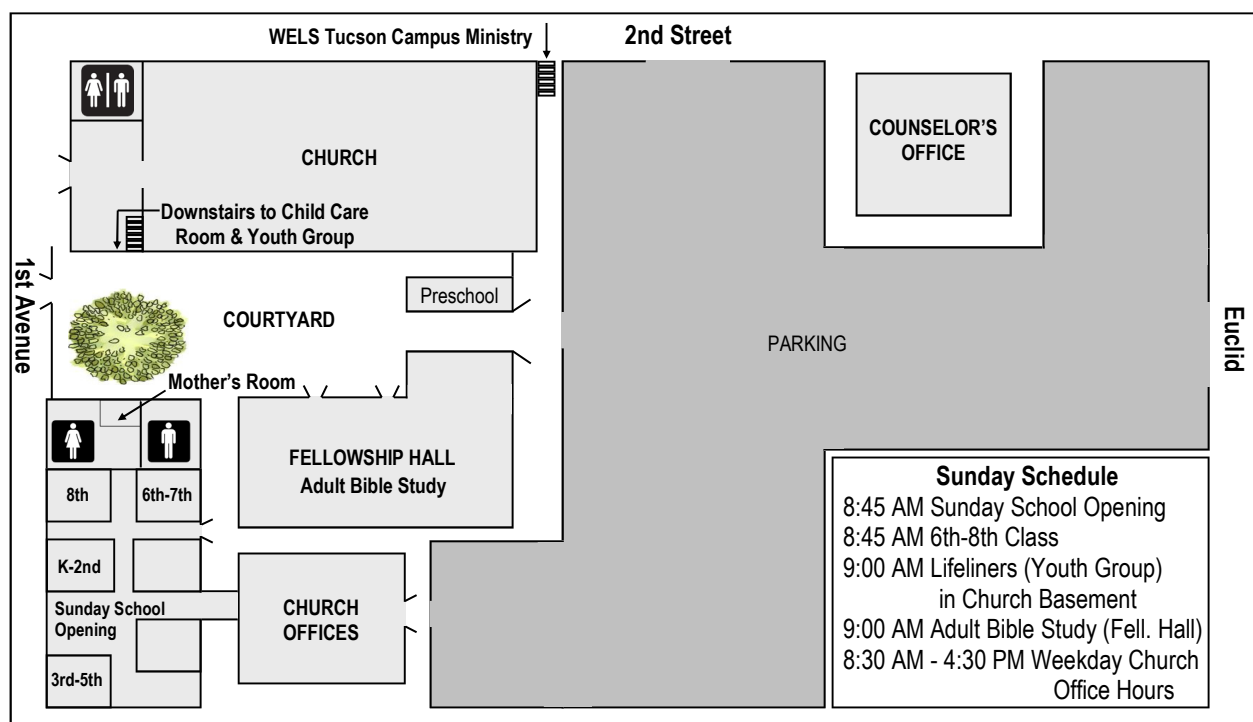 WELS Tucson Campus Ministry
2nd Street
CHURCH
COUNSELOR'S
OFFICE
Downstairs to Child Care
Room & Youth Group
1st Avenue
Preschool
COURTYARD
PARKING
Euclid
Mother's Room
FELLOWSHIP HALL
Adult Bible Study
8th
6th-7th
K-2nd
Sunday School
Opening
3rd-5th
CHURCH
OFFICES
Sunday Schedule
8:45 AM Sunday School Opening
8:45 AM 6th-8th Class
9:00 AM Lifeliners (Youth Group)
in Church Basement
9:00 AM Adult Bible Study (Fell. Hall)
8:30 AM - 4:30 PM Weekday Church
Office Hours